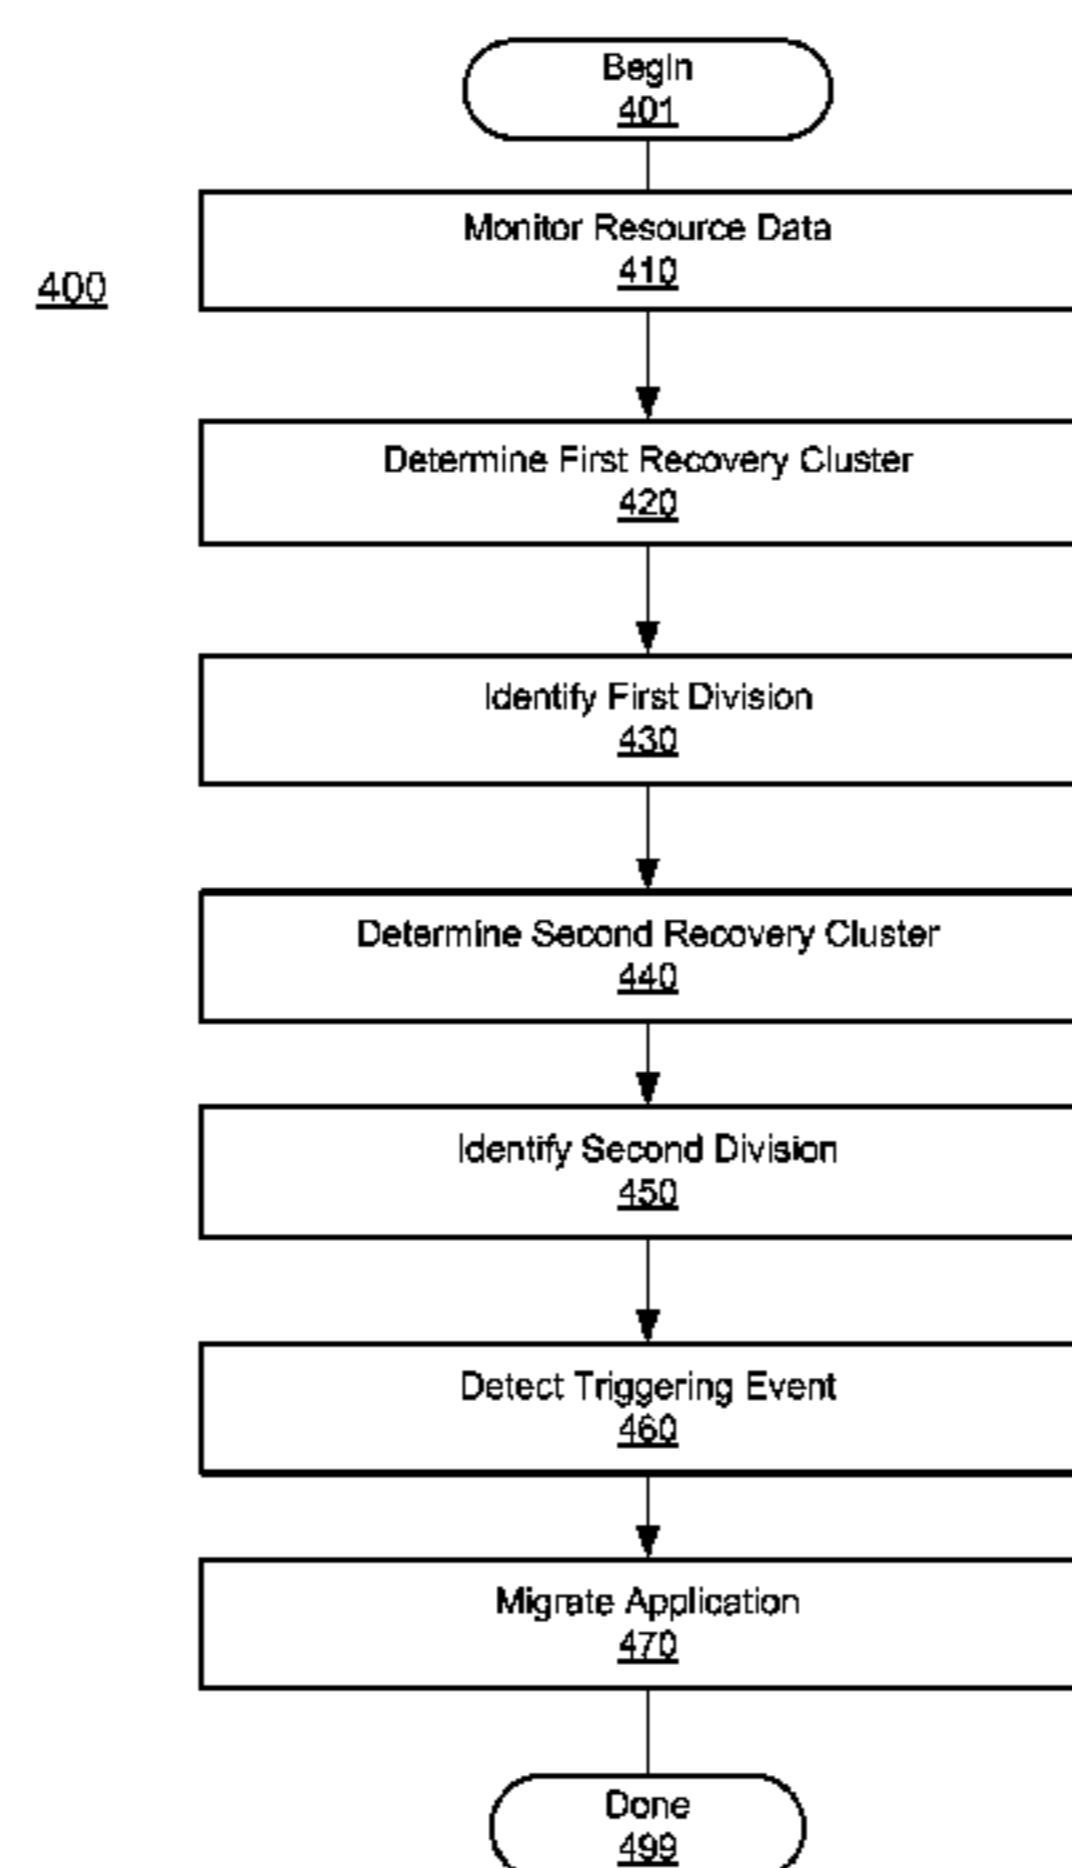 Begin
401
Monitor Resource Data
410
400
Determine First Recovery Cluster
420
Identify First Division
430
Determine Second Recovery Cluster
440
Identify Second Division
450
Detect Triggering Event
460
Migrate Application
470
Done
499